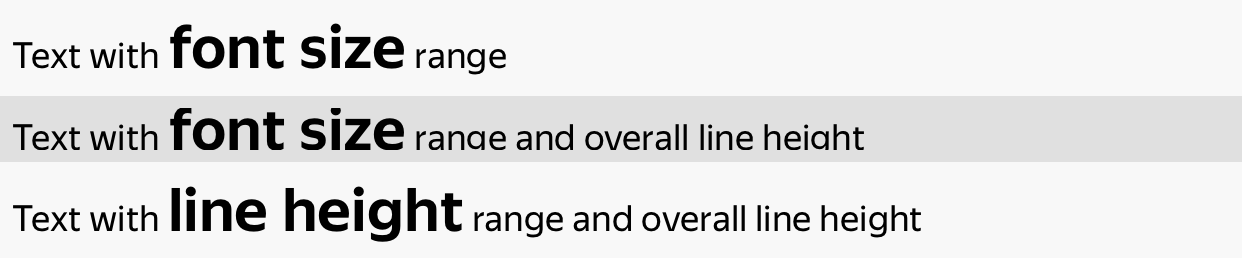 Text with font size range
Text with font size range and overall line height
Text with line height range and overall line height